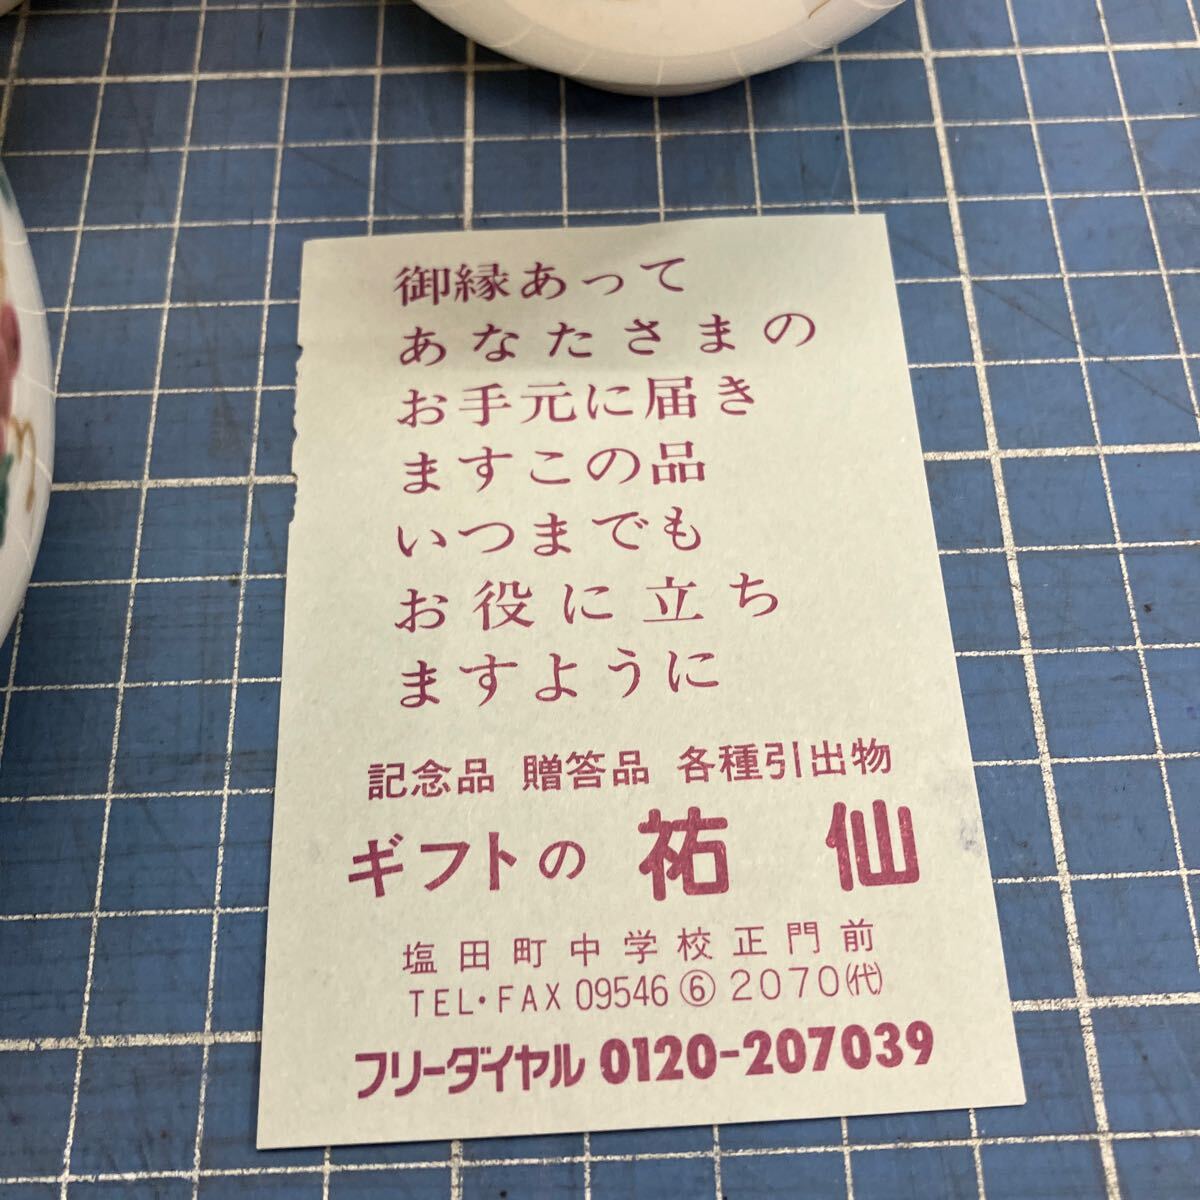 御縁あって
あなたさまの
お手元に届き
ますこの品
いつまでも
お役に立ち
ますように
記念品 贈答品 各種引出物
ギフトの 祐仙
塩田町中学校正門前
TEL・FAX 09546⑥2070㈹
フリーダイヤル 0120-207039